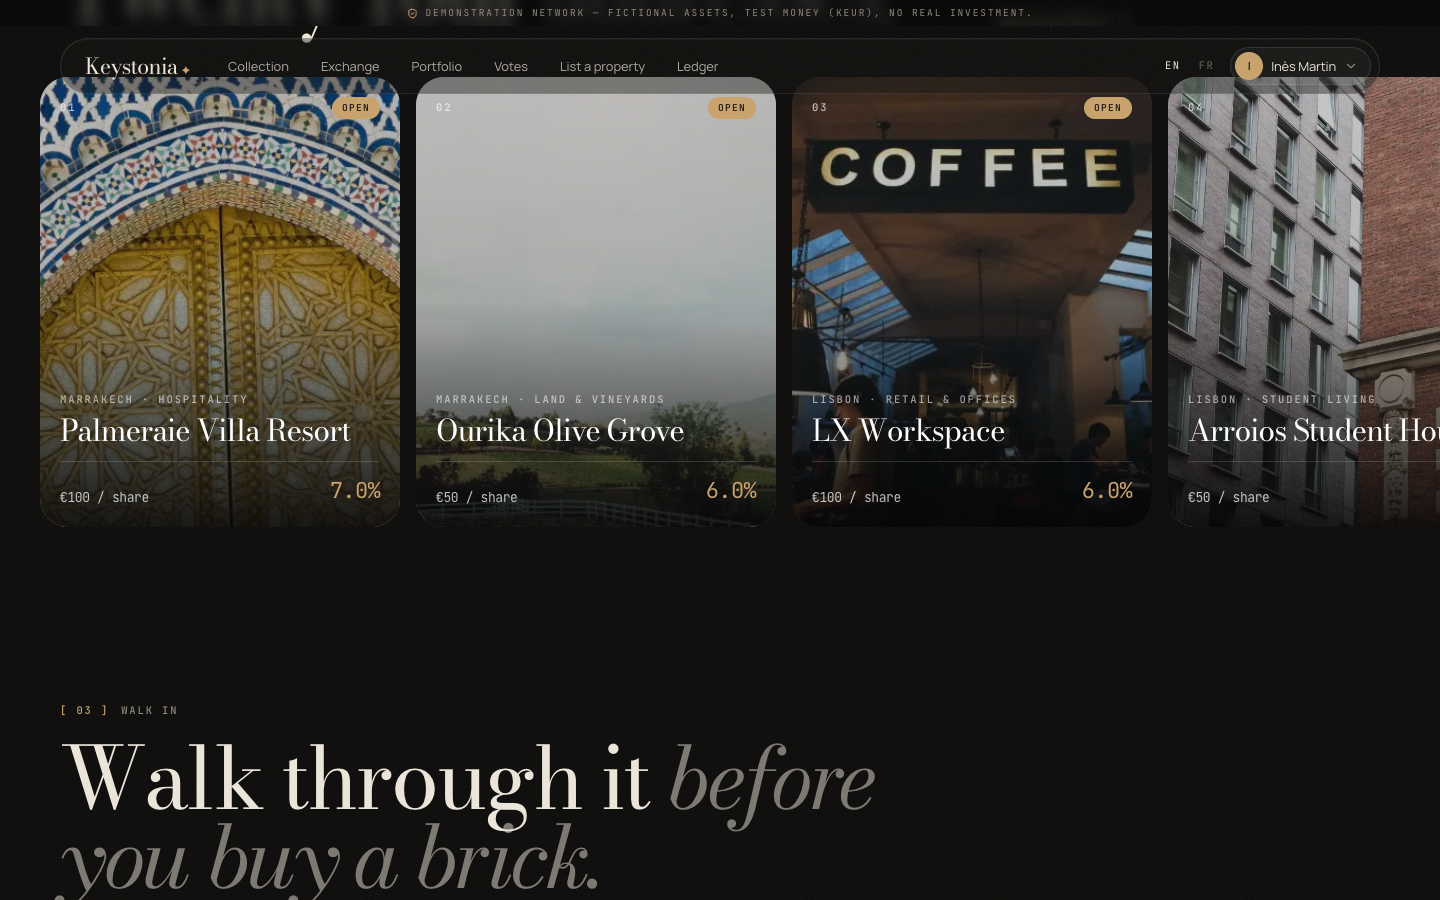 DEMONSTRATION NETWORK — FICTIONAL ASSETS, TEST MONEY (KEUR), NO REAL INVESTMENT.
Keystonia
Collection
Exchange
Portfolio
Votes
List a property
Ledger
EN
FR
I
Inès Martin
01
OPEN
MARRAKECH · HOSPITALITY
Palmeraie Villa Resort
€100 / share
7.0%
02
OPEN
MARRAKECH · LAND & VINEYARDS
Ourika Olive Grove
€50 / share
6.0%
03
OPEN
COFFEE
LISBON · RETAIL & OFFICES
LX Workspace
€100 / share
6.0%
04
LISBON · STUDENT LIVING
Arroios Student Hou
€50 / share
[ 03 ] WALK IN
Walk through it before
you buy a brick.